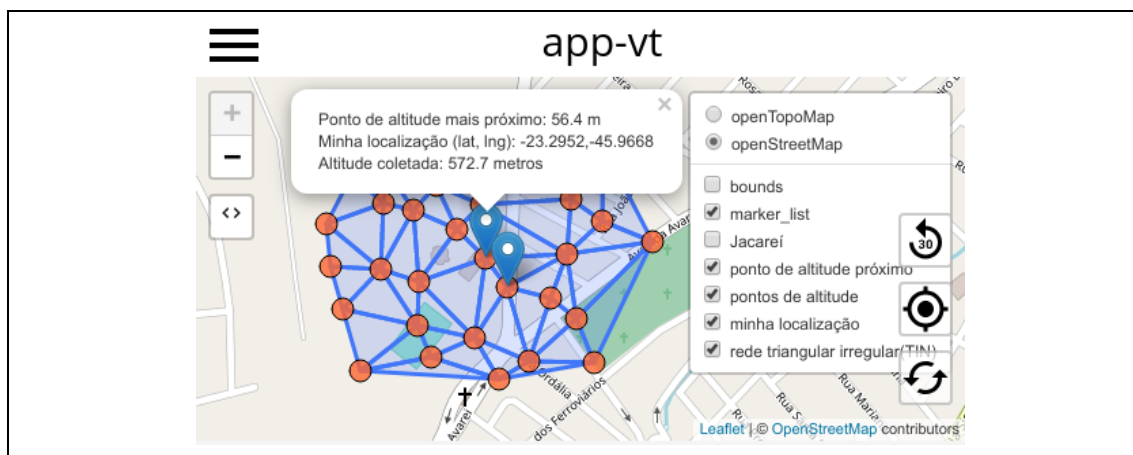 app-vt
+
−
<>
Ponto de altitude mais próximo: 56.4 m
Minha localização (lat, lng): -23.2952,-45.9668
Altitude coletada: 572.7 metros
×
openTopoMap
openStreetMap
bounds
marker_list
Jacareí
ponto de altitude próximo
pontos de altitude
minha localização
rede triangular irregular(TIN)
30
Avarei
Ordália
dos Ferroviários
Rua Maria
Leaflet | © OpenStreetMap contributors